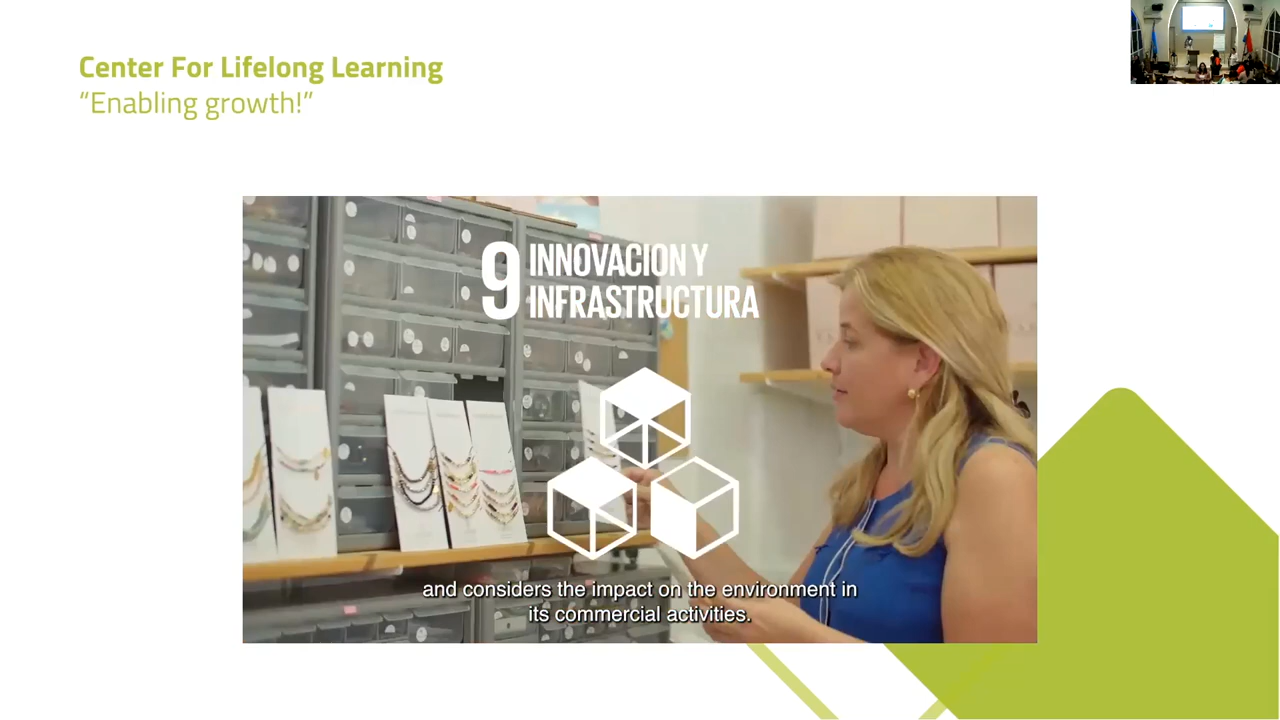 Center For Lifelong Learning
“Enabling growth!”
9 INNOVACION Y
INFRASTRUCTURA
and considers the impact on the environment in
its commercial activities.